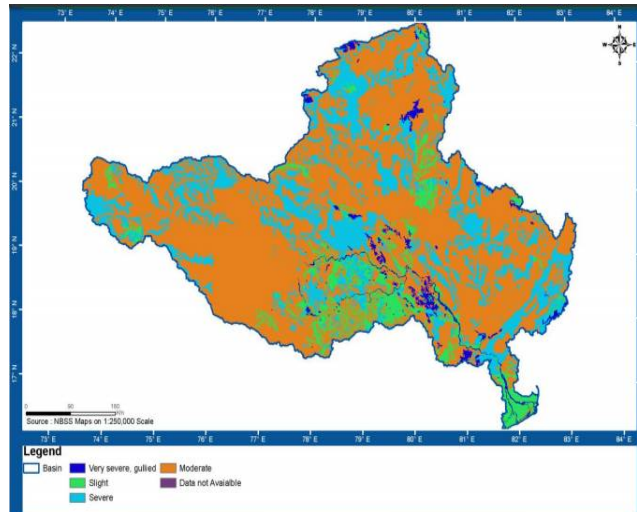 73° E 74° E 75° E 76° E 77° E 78° E 79° E 80° E 81° E 82° E 83° E 84° E
N
W E
S
22° N
21° N
20° N
19° N
18° N
17° N
0 80 160
Km
Source : NBSS Maps on 1:250,000 Scale
73° E 74° E 75° E 76° E 77° E 78° E 79° E 80° E 81° E 82° E 83° E 84° E
Legend
Basin Very severe, gullied Moderate
Slight Data not Avaialble
Severe